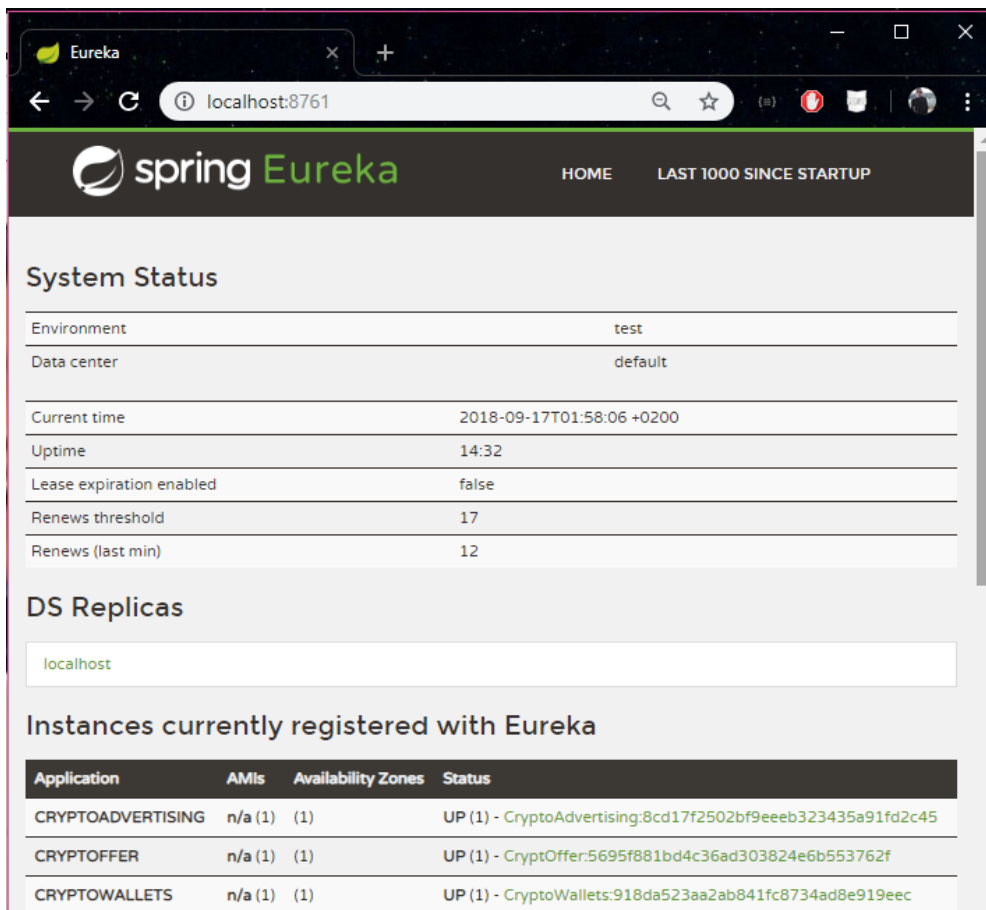 Eureka
localhost:8761
spring Eureka
HOME LAST 1000 SINCE STARTUP
System Status
Environment test
Data center default
Current time 2018-09-17T01:58:06 +0200
Uptime 14:32
Lease expiration enabled false
Renews threshold 17
Renews (last min) 12
DS Replicas
localhost
Instances currently registered with Eureka
Application AMIs Availability Zones Status
CRYPTOADVERTISING n/a (1) (1) UP (1) - CryptoAdvertising:8cd17f2502bf9eeeb323435a91fd2c45
CRYPTOFFER n/a (1) (1) UP (1) - CryptOffer:5695f881bd4c36ad303824e6b553762f
CRYPTOWALLETS n/a (1) (1) UP (1) - CryptoWallets:918da523aa2ab841fc8734ad8e919eec